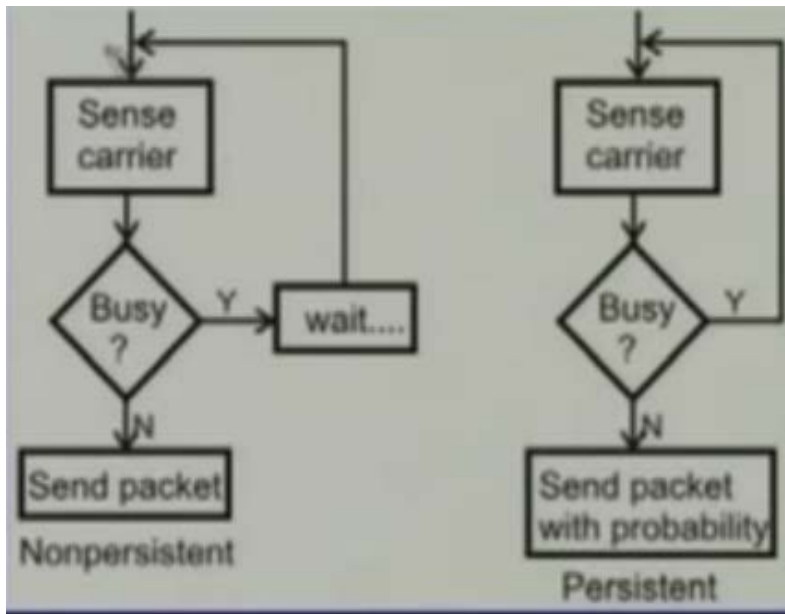 Sense
carrier
Busy
?
Y
wait....
N
Send packet
Nonpersistent
Sense
carrier
Busy
?
Y
N
Send packet
with probability
Persistent